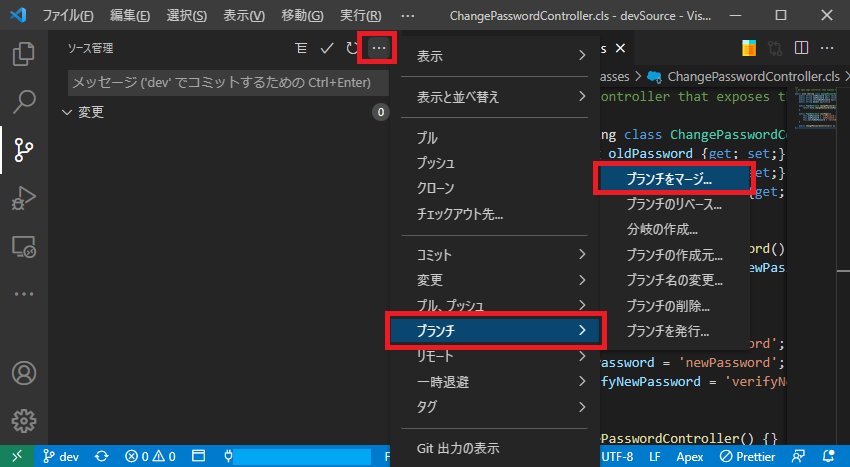 ファイル(F) 編集(E) 選択(S) 表示(V) 移動(G) 実行(R) ··· ChangePasswordController.cls - devSource - Vis...
ソース管理
メッセージ ('dev' でコミットするための Ctrl+Enter)
変更 0
表示
表示と並べ替え
プル
プッシュ
クローン
チェックアウト先...
コミット
変更
プル、プッシュ
ブランチ
リモート
一時退避
タグ
Git 出力の表示
ブランチをマージ...
ブランチのリベース...
分岐の作成...
ブランチの作成元...
ブランチ名の変更...
ブランチの削除...
ブランチを発行...
asses > ChangePasswordController.cls
ontroller that exposes t
ng class ChangePasswordCo
oldPassword {get; set;}
set;}
{get;
ord()
ewPass
ord';
assword = 'newPassword';
fyNewPassword = 'verifyNe
PasswordController() {}
dev 0 0 UTF-8 LF Apex Prettier